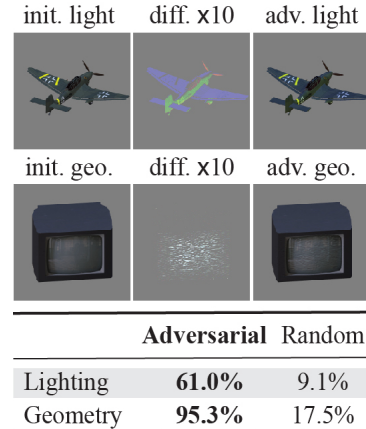 init. light diff. x10 adv. light
init. geo. diff. x10 adv. geo.
Adversarial Random
Lighting 61.0% 9.1%
Geometry 95.3% 17.5%